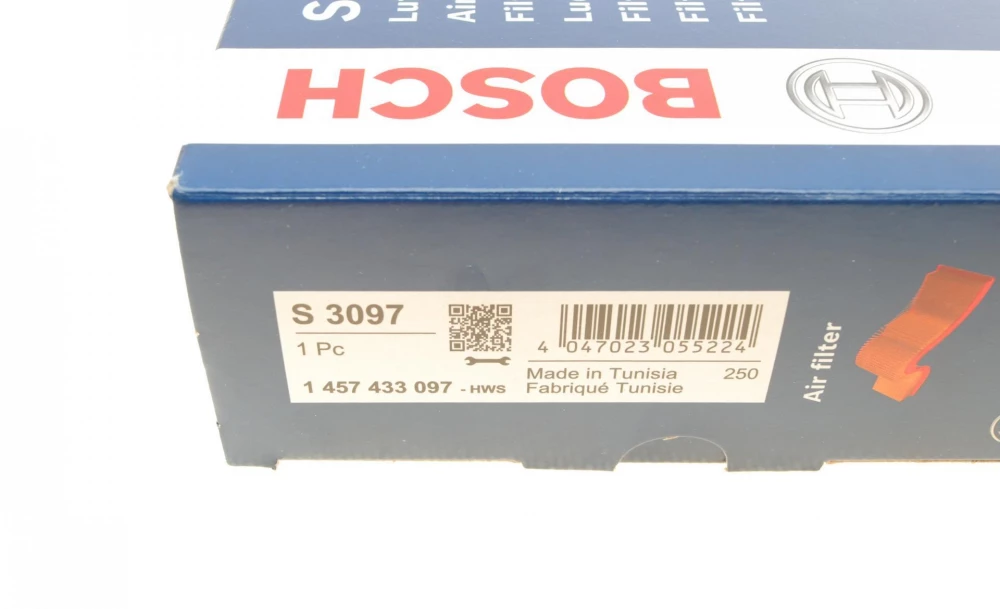 S
BOSCH
S 3097
1 Pc
1 457 433 097 - HWS
4 047023 055224
Made in Tunisia 250
Fabriqué Tunisie
Air filter